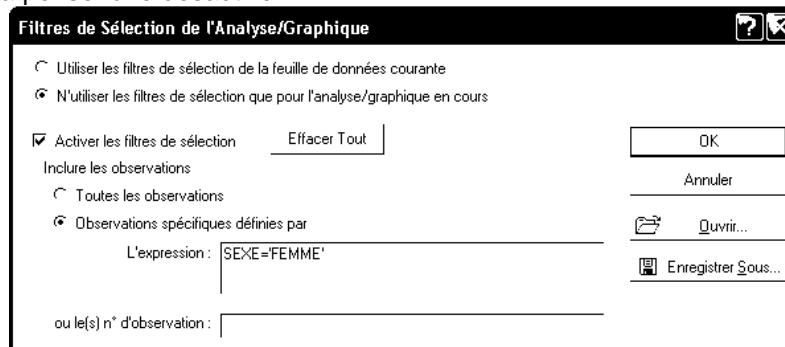 Filtres de Sélection de l'Analyse/Graphique
Utiliser les filtres de sélection de la feuille de données courante
N'utiliser les filtres de sélection que pour l'analyse/graphique en cours
Activer les filtres de sélection Effacer Tout
OK
Inclure les observations
Annuler
Toutes les observations
Observations spécifiques définies par
Ouvrir...
L'expression : SEXE='FEMME'
Enregistrer Sous...
ou le(s) n° d'observation :